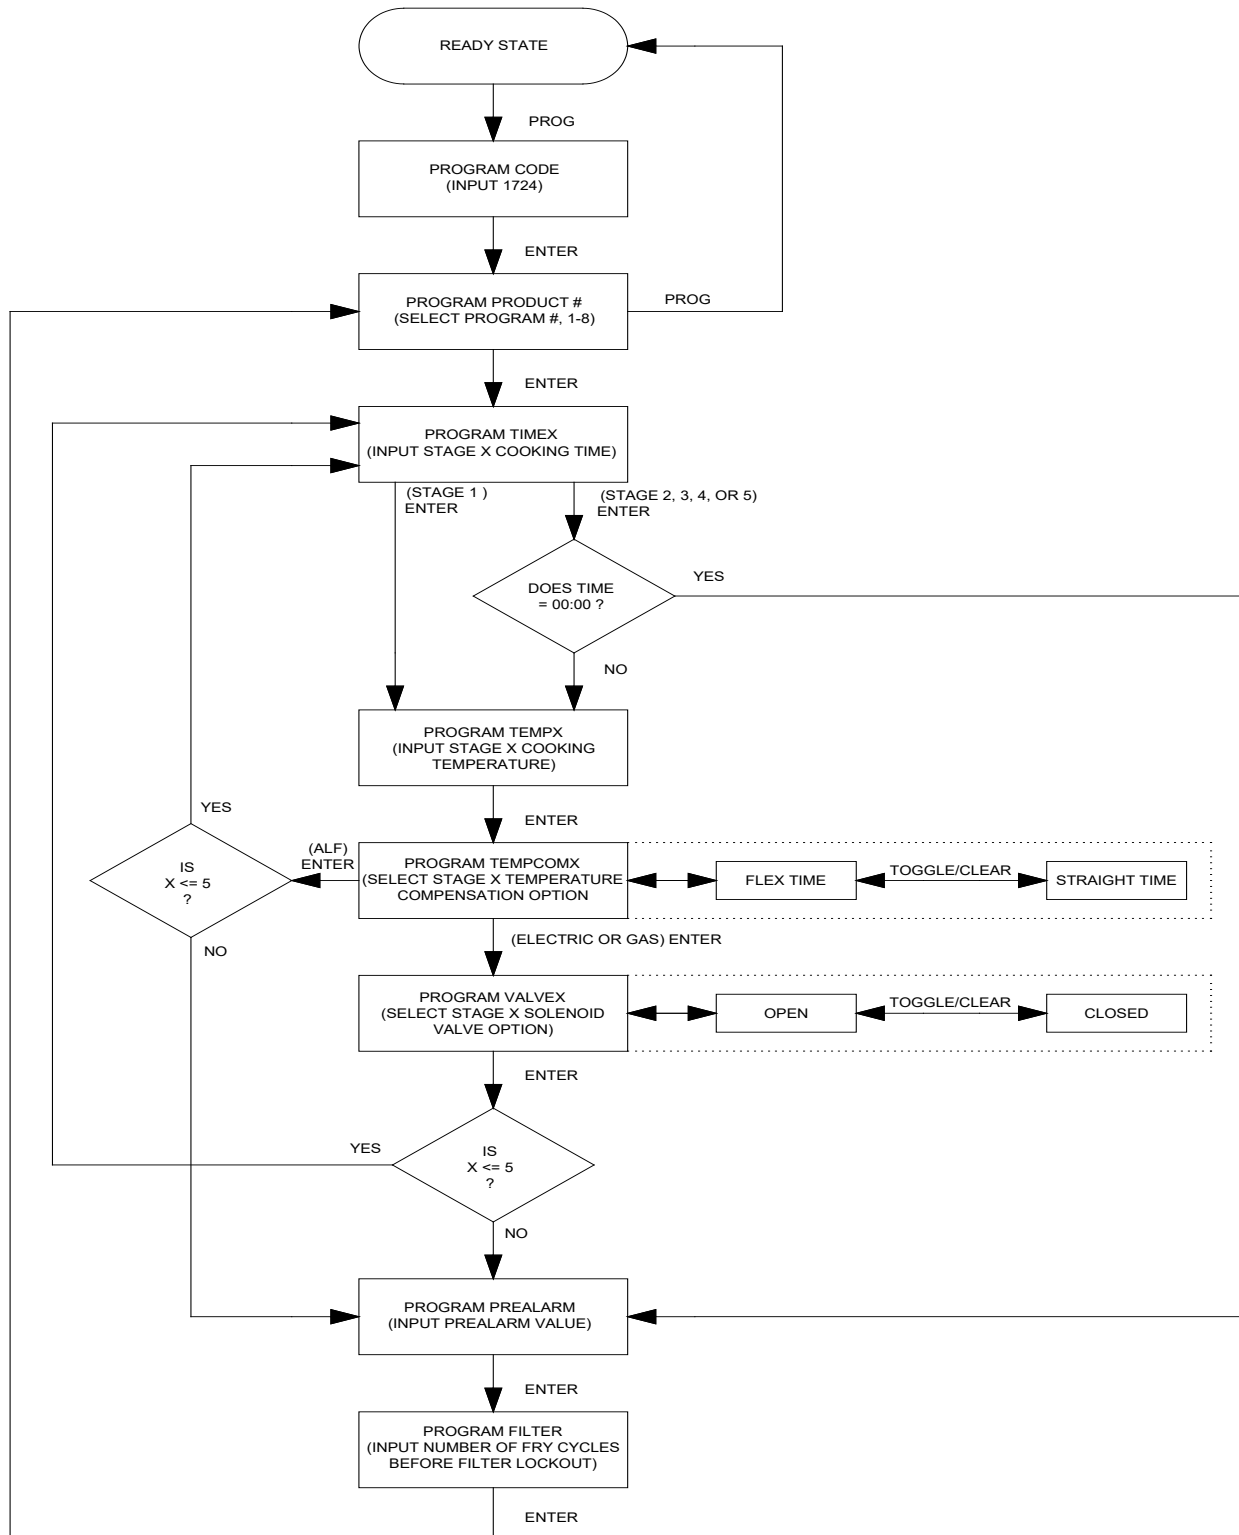 READY STATE
PROG
PROGRAM CODE
(INPUT 1724)
ENTER
PROGRAM PRODUCT #
(SELECT PROGRAM #, 1-8)
PROG
ENTER
PROGRAM TIMEX
(INPUT STAGE X COOKING TIME)
(STAGE 1 )
ENTER
(STAGE 2, 3, 4, OR 5)
ENTER
DOES TIME
= 00:00 ?
YES
NO
PROGRAM TEMPX
(INPUT STAGE X COOKING
TEMPERATURE)
ENTER
YES
IS
X <= 5
?
NO
(ALF)
ENTER
PROGRAM TEMPCOMX
(SELECT STAGE X TEMPERATURE
COMPENSATION OPTION
FLEX TIME
TOGGLE/CLEAR
STRAIGHT TIME
(ELECTRIC OR GAS) ENTER
PROGRAM VALVEX
(SELECT STAGE X SOLENOID
VALVE OPTION)
OPEN
TOGGLE/CLEAR
CLOSED
ENTER
YES
IS
X <= 5
?
NO
PROGRAM PREALARM
(INPUT PREALARM VALUE)
ENTER
PROGRAM FILTER
(INPUT NUMBER OF FRY CYCLES
BEFORE FILTER LOCKOUT)
ENTER